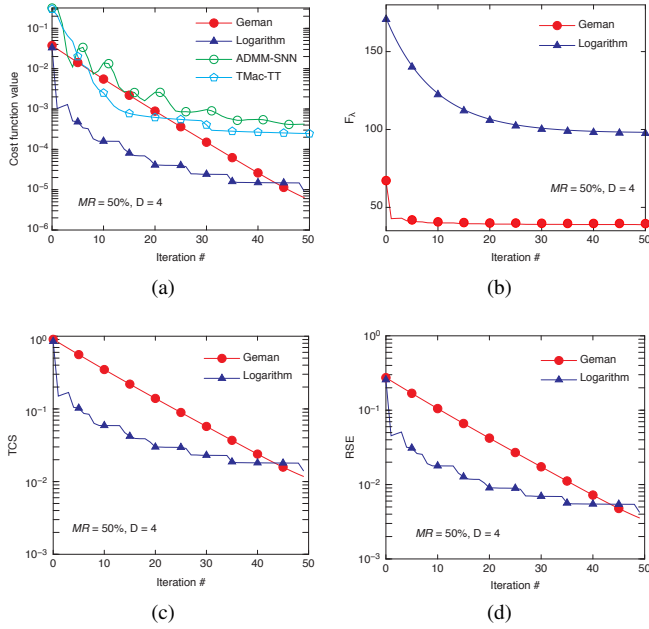 Geman
Logarithm
ADMM-SNN
TMac-TT
Cost function value
10⁻¹
10⁻²
10⁻³
10⁻⁴
10⁻⁵
10⁻⁶
MR = 50%, D = 4
0 10 20 30 40 50
Iteration #
(a)
Geman
Logarithm
F_λ
150
100
50
MR = 50%, D = 4
0 10 20 30 40 50
Iteration #
(b)
Geman
Logarithm
TCS
10⁰
10⁻¹
10⁻²
10⁻³
MR = 50%, D = 4
0 10 20 30 40 50
Iteration #
(c)
Geman
Logarithm
RSE
10⁰
10⁻¹
10⁻²
10⁻³
MR = 50%, D = 4
0 10 20 30 40 50
Iteration #
(d)